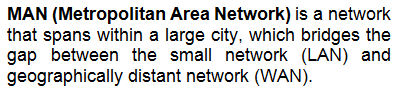 MAN (Metropolitan Area Network) is a network
that spans within a large city, which bridges the
gap between the small network (LAN) and
geographically distant network (WAN).